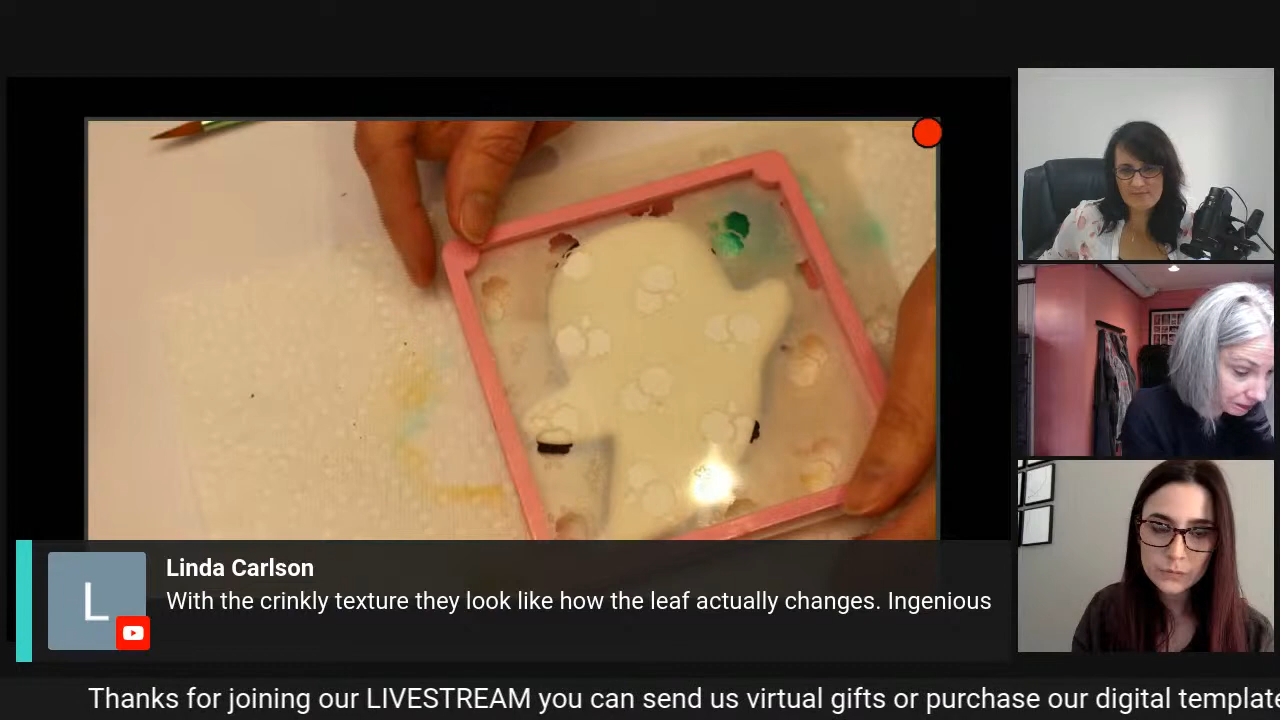 L
Linda Carlson
With the crinkly texture they look like how the leaf actually changes. Ingenious
Thanks for joining our LIVESTREAM you can send us virtual gifts or purchase our digital template